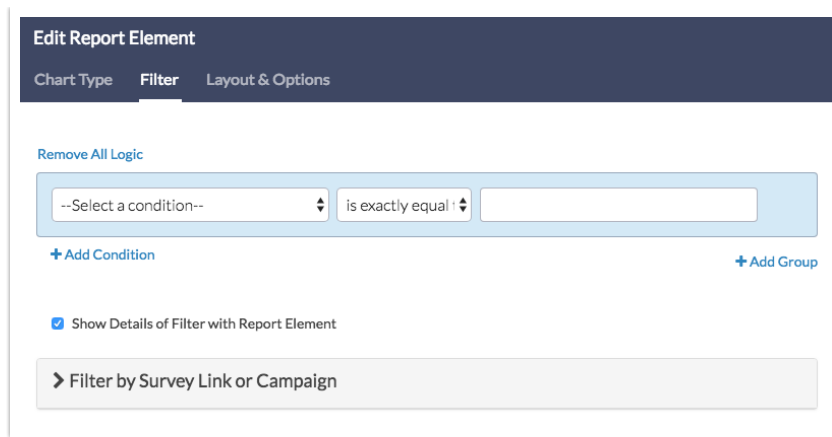 Edit Report Element
Chart Type Filter Layout & Options
Remove All Logic
--Select a condition-- is exactly equal
+ Add Condition
+ Add Group
Show Details of Filter with Report Element
Filter by Survey Link or Campaign